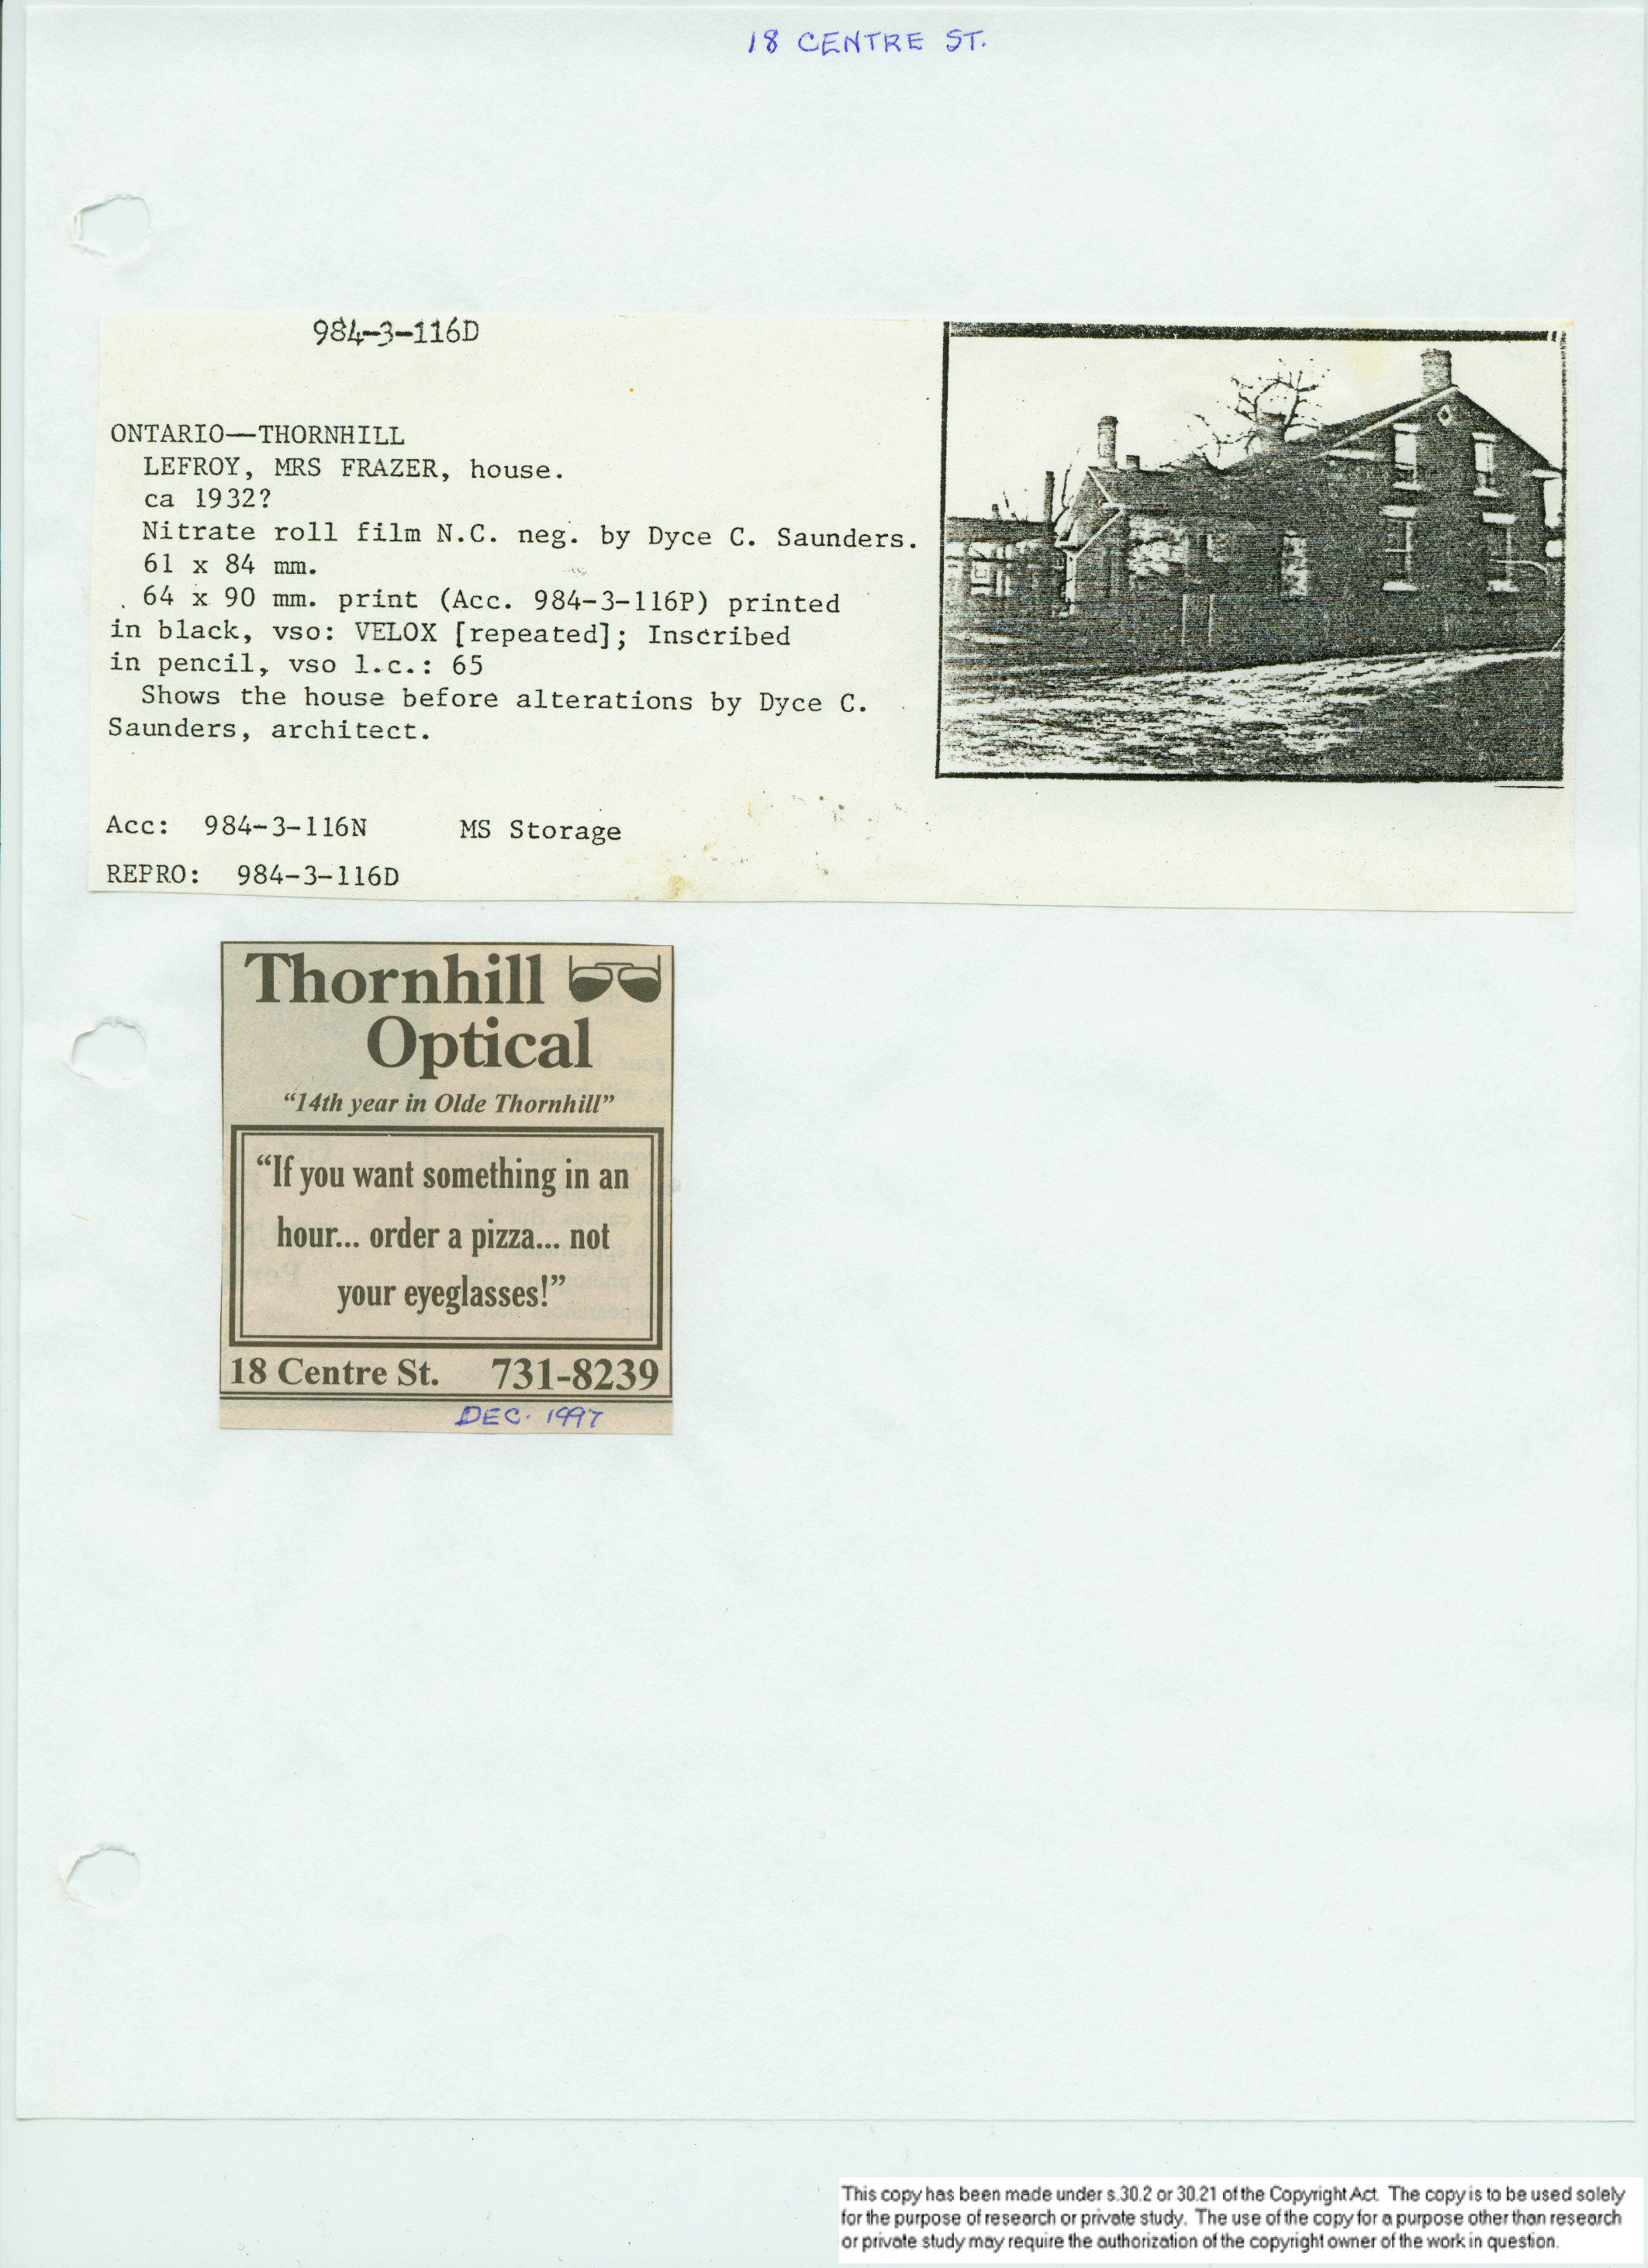 18 CENTRE ST.
984-3-116D
ONTARIO—THORNHILL
LEFROY, MRS FRAZER, house.
ca 1932?
Nitrate roll film N.C. neg. by Dyce C. Saunders.
61 x 84 mm.
64 x 90 mm. print (Acc. 984-3-116P) printed
in black, vso: VELOX [repeated]; Inscribed
in pencil, vso l.c.: 65
Shows the house before alterations by Dyce C.
Saunders, architect.
Acc: 984-3-116N MS Storage
REPRO: 984-3-116D
Thornhill
Optical
“14th year in Olde Thornhill”
“If you want something in an
hour... order a pizza... not
your eyeglasses!”
18 Centre St. 731-8239
DEC. 1997
This copy has been made under s.30.2 or 30.21 of the Copyright Act. The copy is to be used solely
for the purpose of research or private study. The use of the copy for a purpose other than research
or private study may require the authorization of the copyright owner of the work in question.